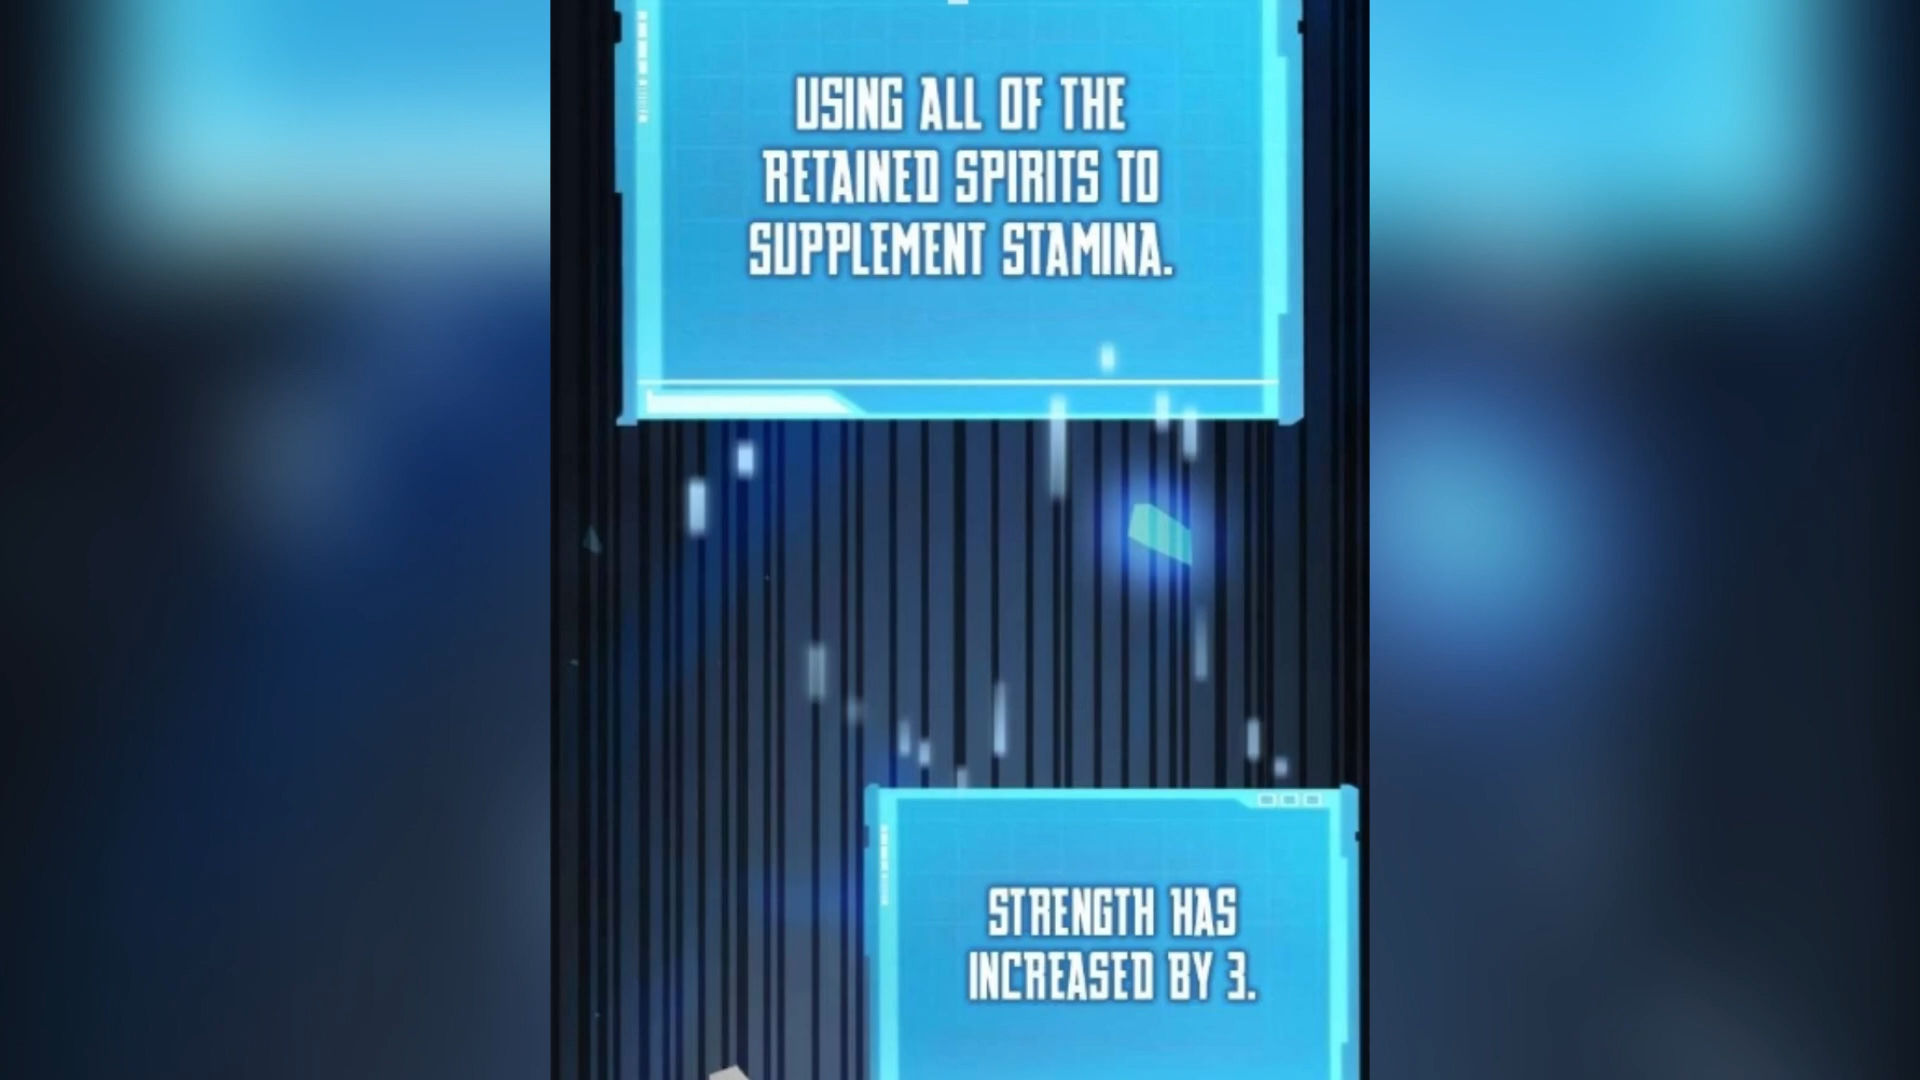 USING ALL OF THE
RETAINED SPIRITS TO
SUPPLEMENT STAMINA.
STRENGTH HAS
INCREASED BY 3.